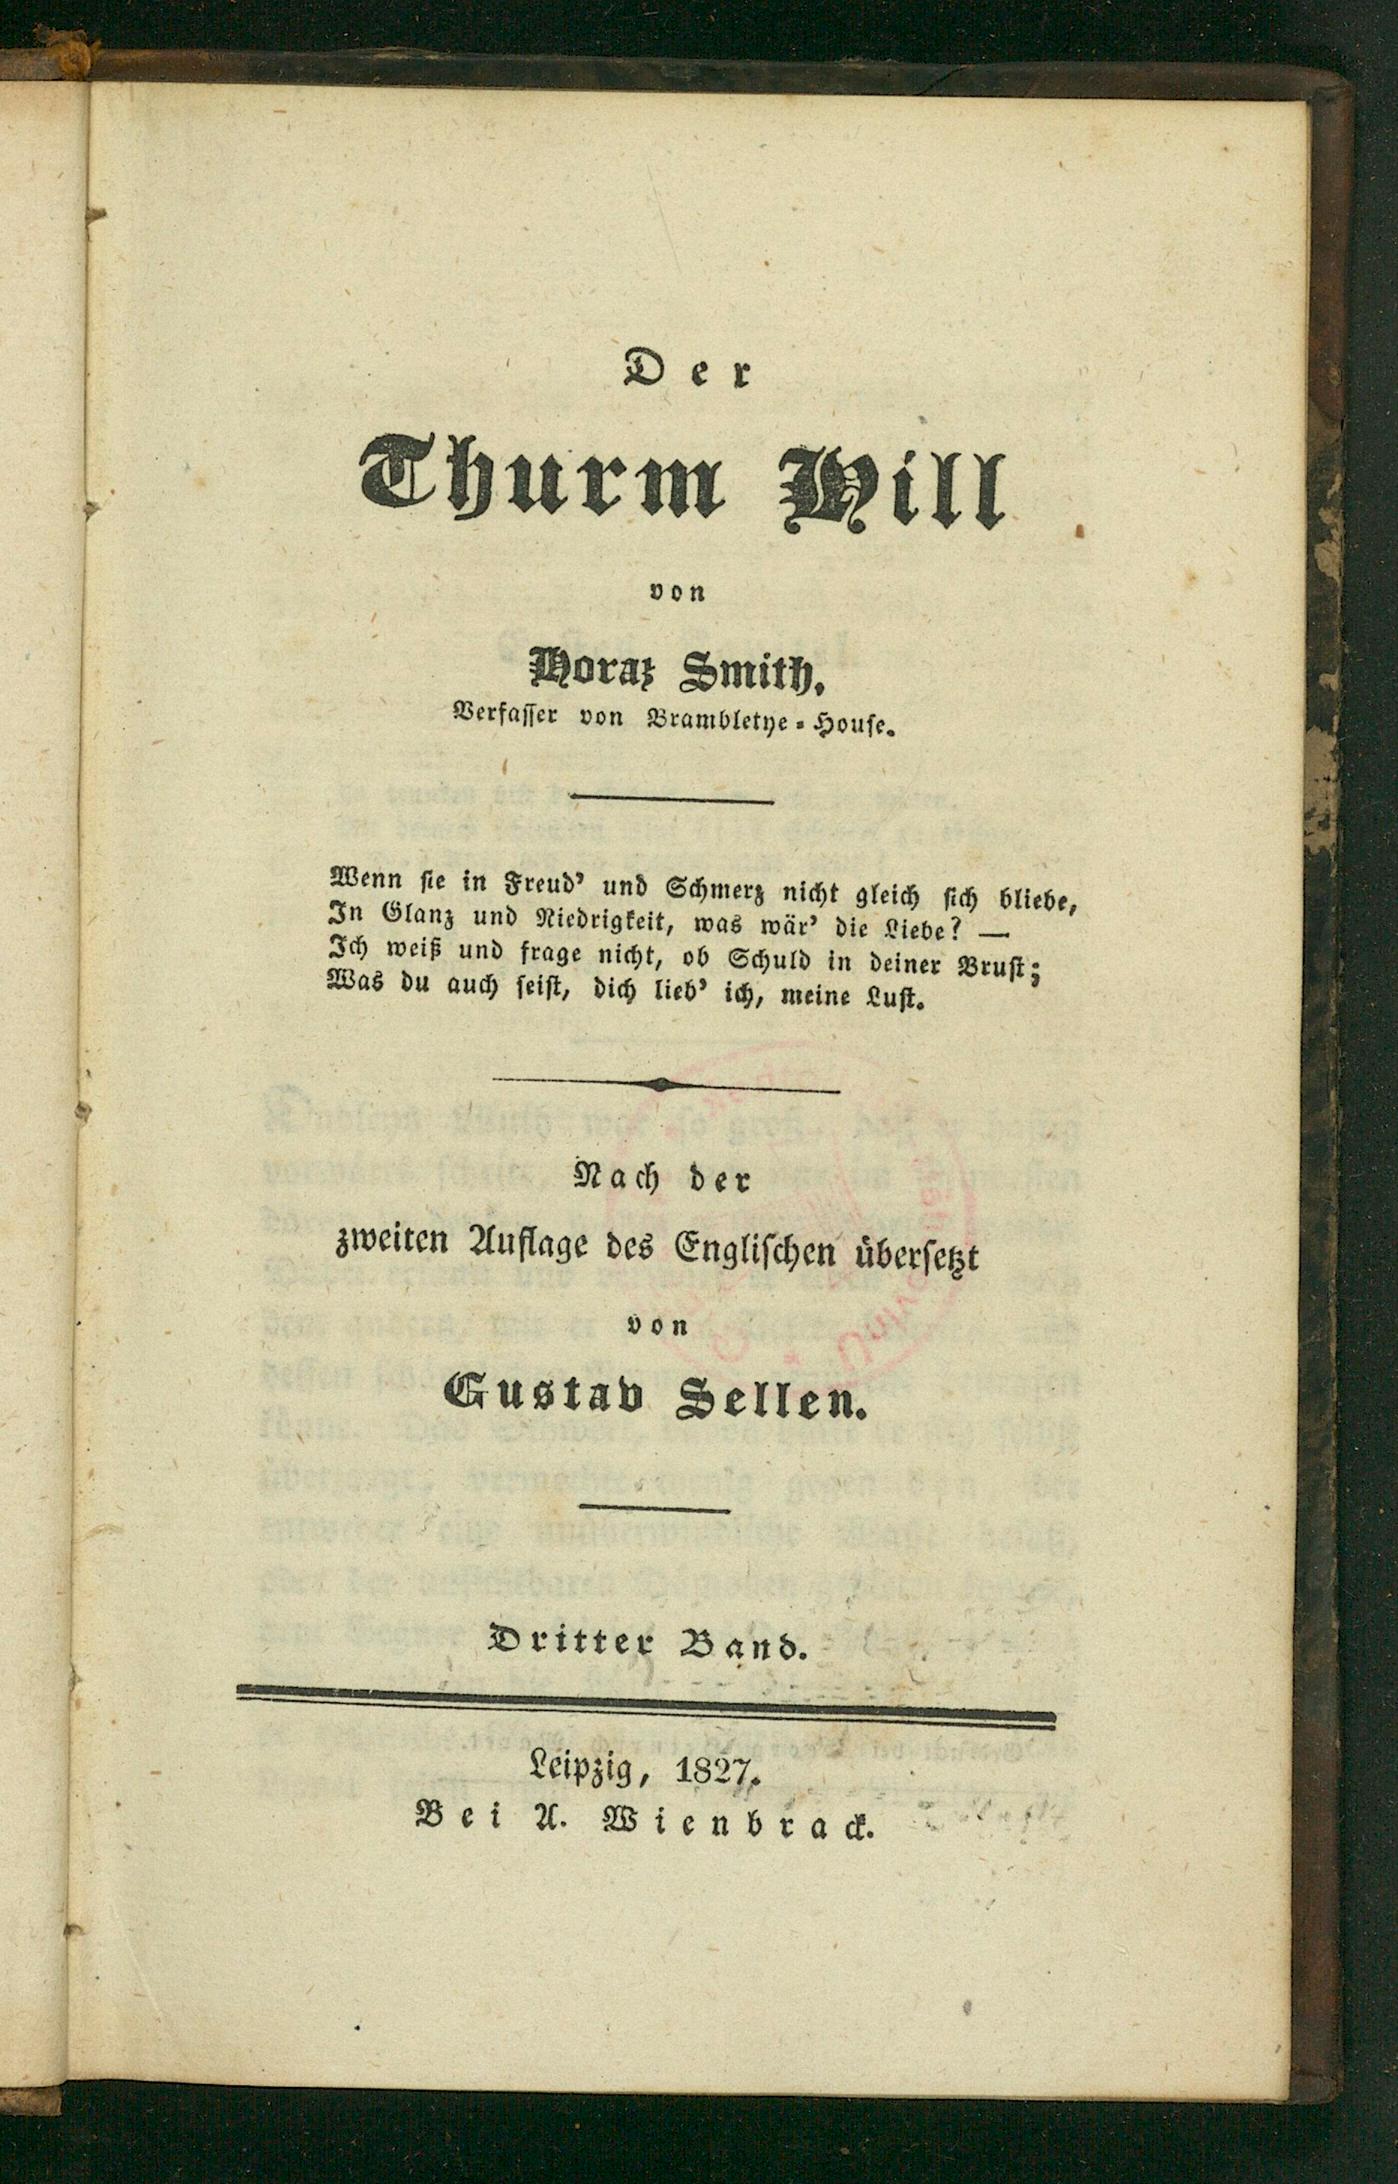 Der
Thurm Hill
von
Horaz Smith,
Verfasser von Brambletye-House.
Wenn sie in Freud' und Schmerz nicht gleich sich bliebe,
In Glanz und Niedrigkeit, was wär' die Liebe? —
Ich weiß und frage nicht, ob Schuld in deiner Brust;
Was du auch seist, dich lieb' ich, meine Lust.
Nach der
zweiten Auflage des Englischen übersetzt
von
Gustav Sellen.
Dritter Band.
Leipzig, 1827.
Bei A. Wienbrack.